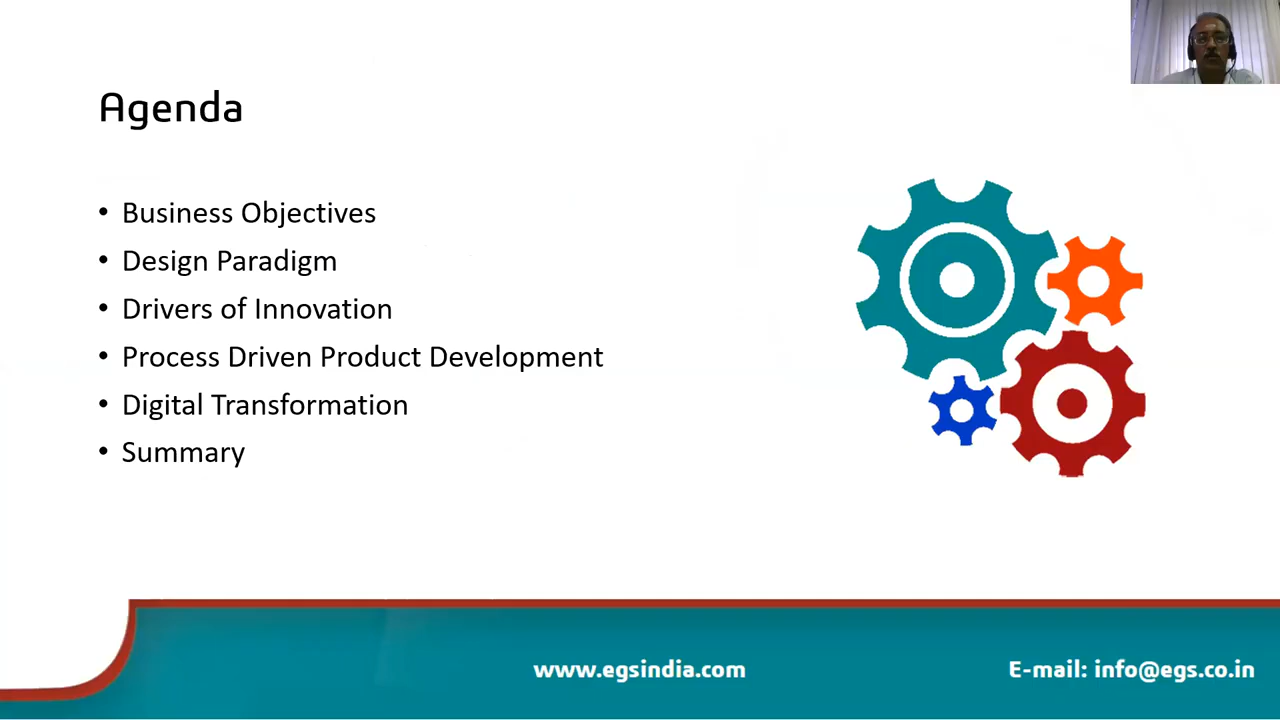 Agenda
• Business Objectives
• Design Paradigm
• Drivers of Innovation
• Process Driven Product Development
• Digital Transformation
• Summary
www.egsindia.com
E-mail: info@egs.co.in